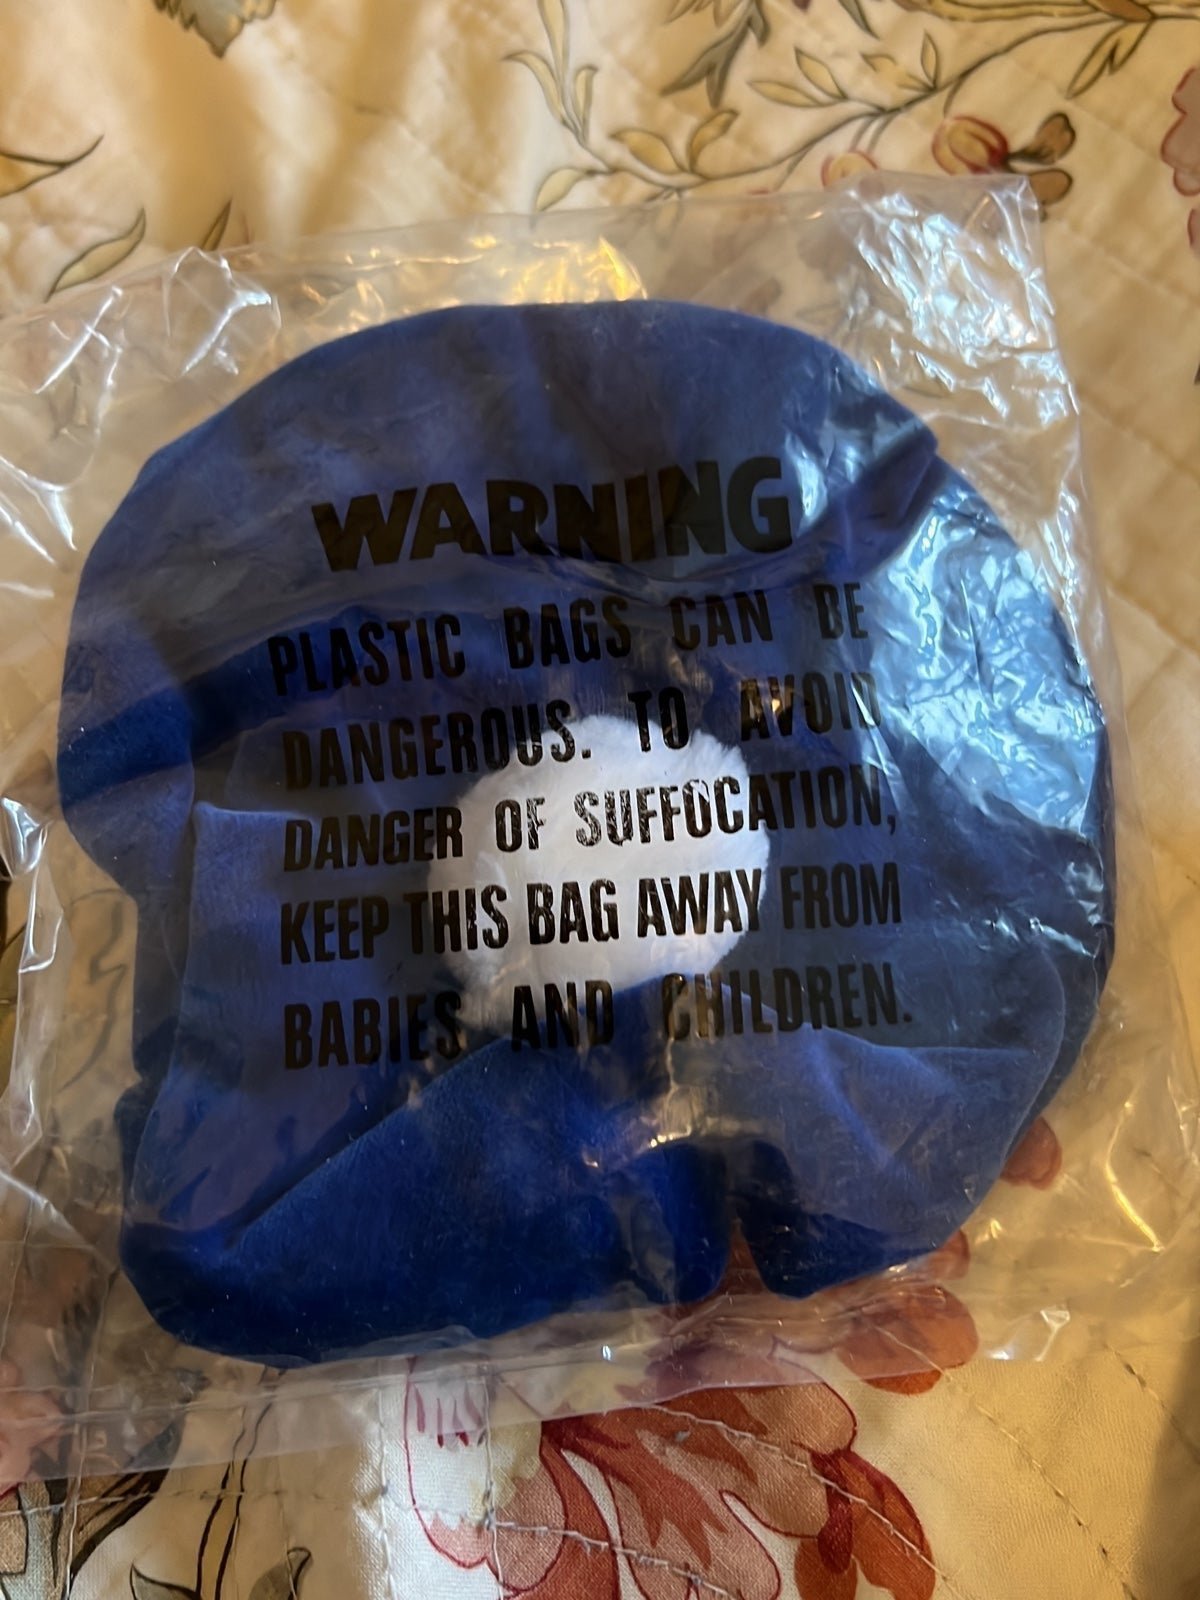 WARNING
PLASTIC BAGS CAN BE
DANGEROUS. TO AVOID
DANGER OF SUFFOCATION,
KEEP THIS BAG AWAY FROM
BABIES AND CHILDREN.